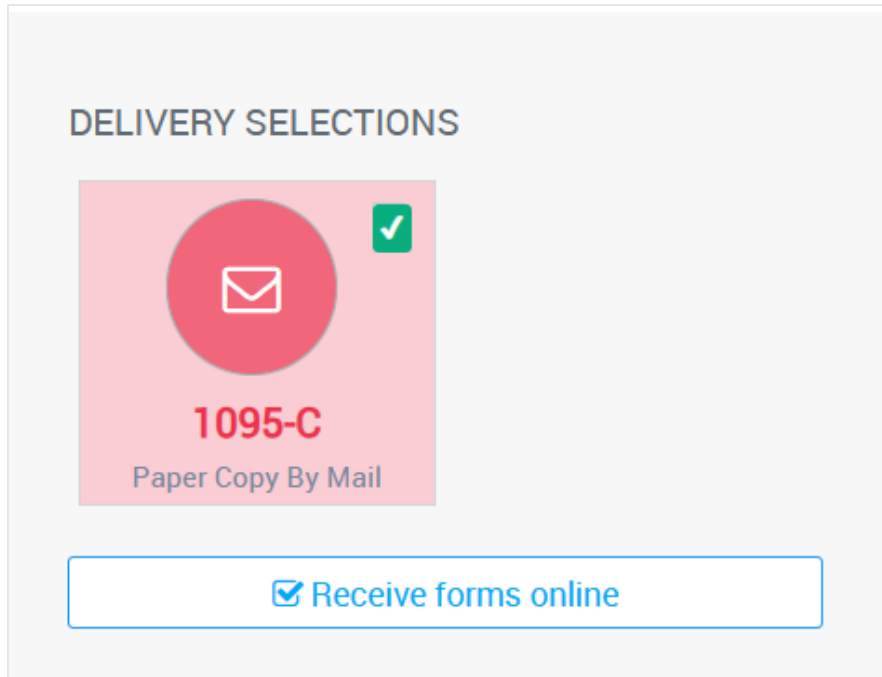 DELIVERY SELECTIONS
1095-C
Paper Copy By Mail
Receive forms online